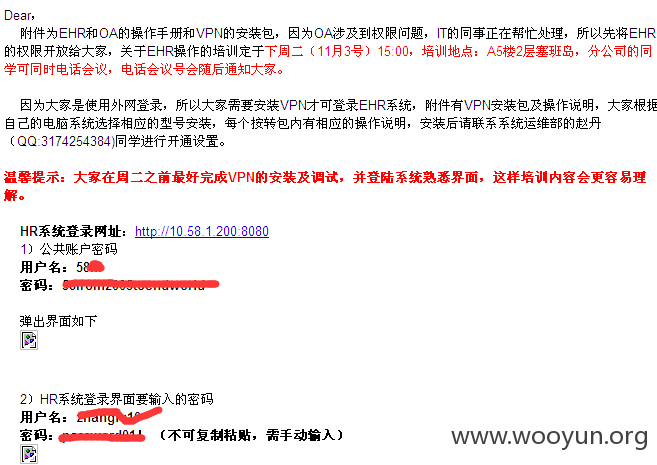 Dear,
附件为EHR和OA的操作手册和VPN的安装包，因为OA涉及到权限问题，IT的同事正在帮忙处理，所以先将EHR
的权限开放给大家，关于EHR操作的培训定于下周二（11月3号）15:00，培训地点：A5楼2层塞班岛，分公司的同
学可同时电话会议，电话会议号会随后通知大家。
因为大家是使用外网登录，所以大家需要安装VPN才可登录EHR系统，附件有VPN安装包及操作说明，大家根据
自己的电脑系统选择相应的型号安装，每个按转包内有相应的操作说明，安装后请联系系统运维部的赵丹
（QQ:3174254384)同学进行开通设置。
温馨提示：大家在周二之前最好完成VPN的安装及调试，并登陆系统熟悉界面，这样培训内容会更容易理
解。
HR系统登录网址：http://10.58.1.200:8080
1）公共账户密码
用户名：58
密码：
弹出界面如下
2）HR系统登录界面要输入的密码
用户名：
密码：（不可复制粘贴，需手动输入）
www.wooyun.org